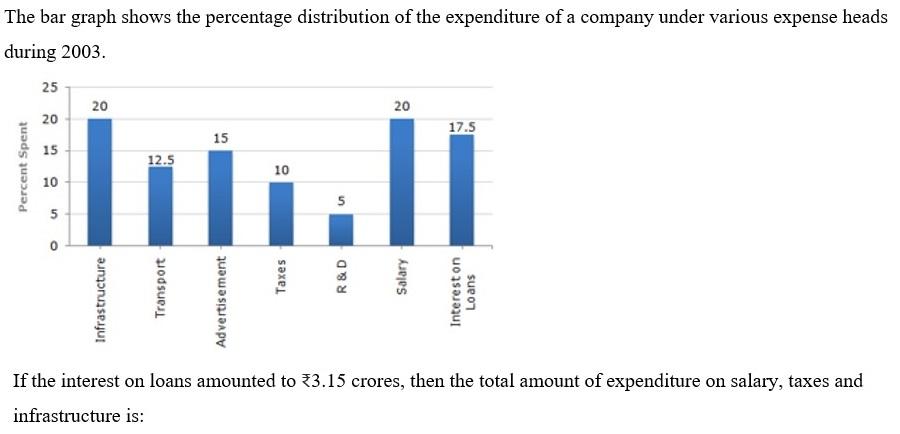 The bar graph shows the percentage distribution of the expenditure of a company under various expense heads
during 2003.
25
20
15
10
5
0
Percent Spent
20
12.5
15
10
5
20
17.5
Infrastructure
Transport
Advertisement
Taxes
R & D
Salary
Interest on
Loans
If the interest on loans amounted to ₹3.15 crores, then the total amount of expenditure on salary, taxes and
infrastructure is: